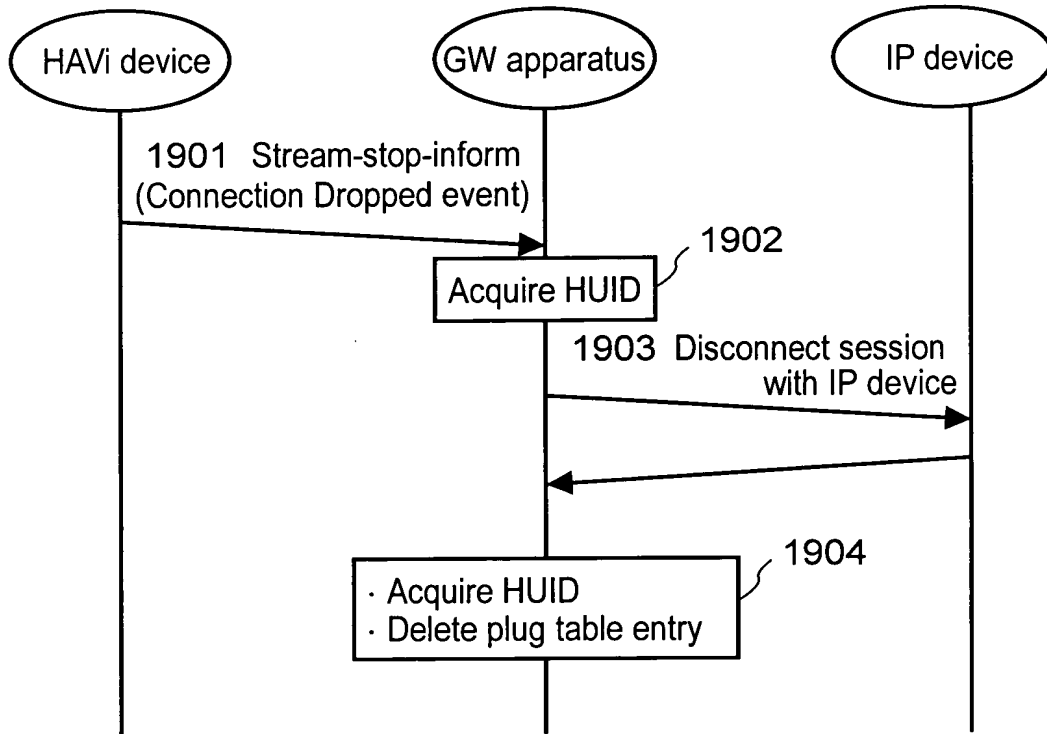 HAVi device
GW apparatus
IP device
1901 Stream-stop-inform
(Connection Dropped event)
1902
Acquire HUID
1903 Disconnect session
with IP device
1904
· Acquire HUID
· Delete plug table entry